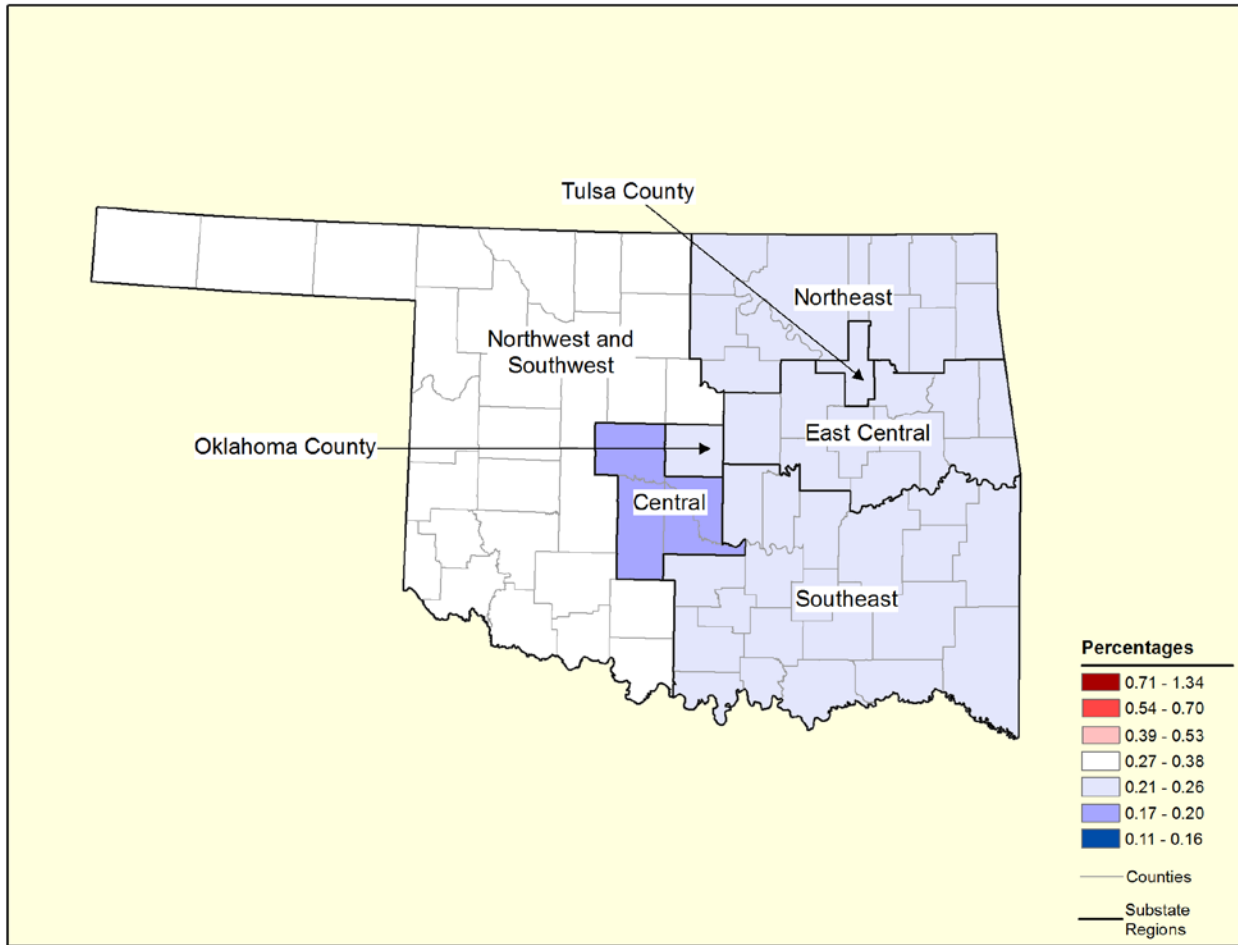 Tulsa County
Northeast
Northwest and
Southwest
East Central
Oklahoma County
Central
Southeast
Percentages
0.71 - 1.34
0.54 - 0.70
0.39 - 0.53
0.27 - 0.38
0.21 - 0.26
0.17 - 0.20
0.11 - 0.16
Counties
Substate
Regions